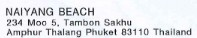 NAIYANG BEACH
234 Moo 5, Tambon Sakhu
Amphur Thalang Phuket 83110 Thailand